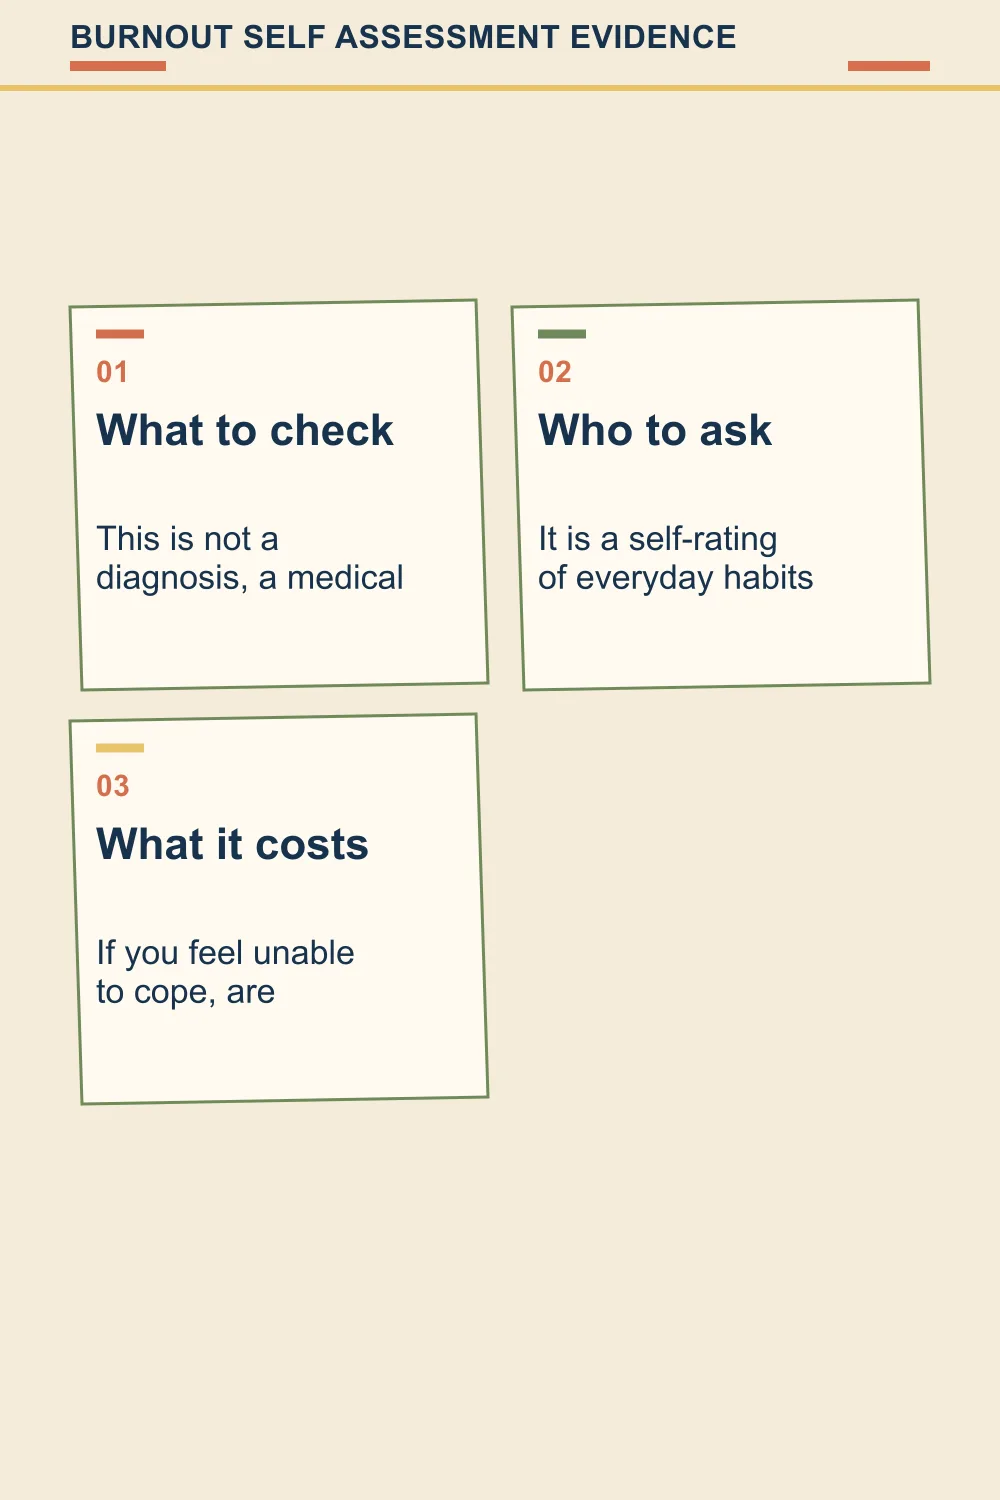 BURNOUT SELF ASSESSMENT EVIDENCE
01
What to check
This is not a
diagnosis, a medical
02
Who to ask
It is a self-rating
of everyday habits
03
What it costs
If you feel unable
to cope, are